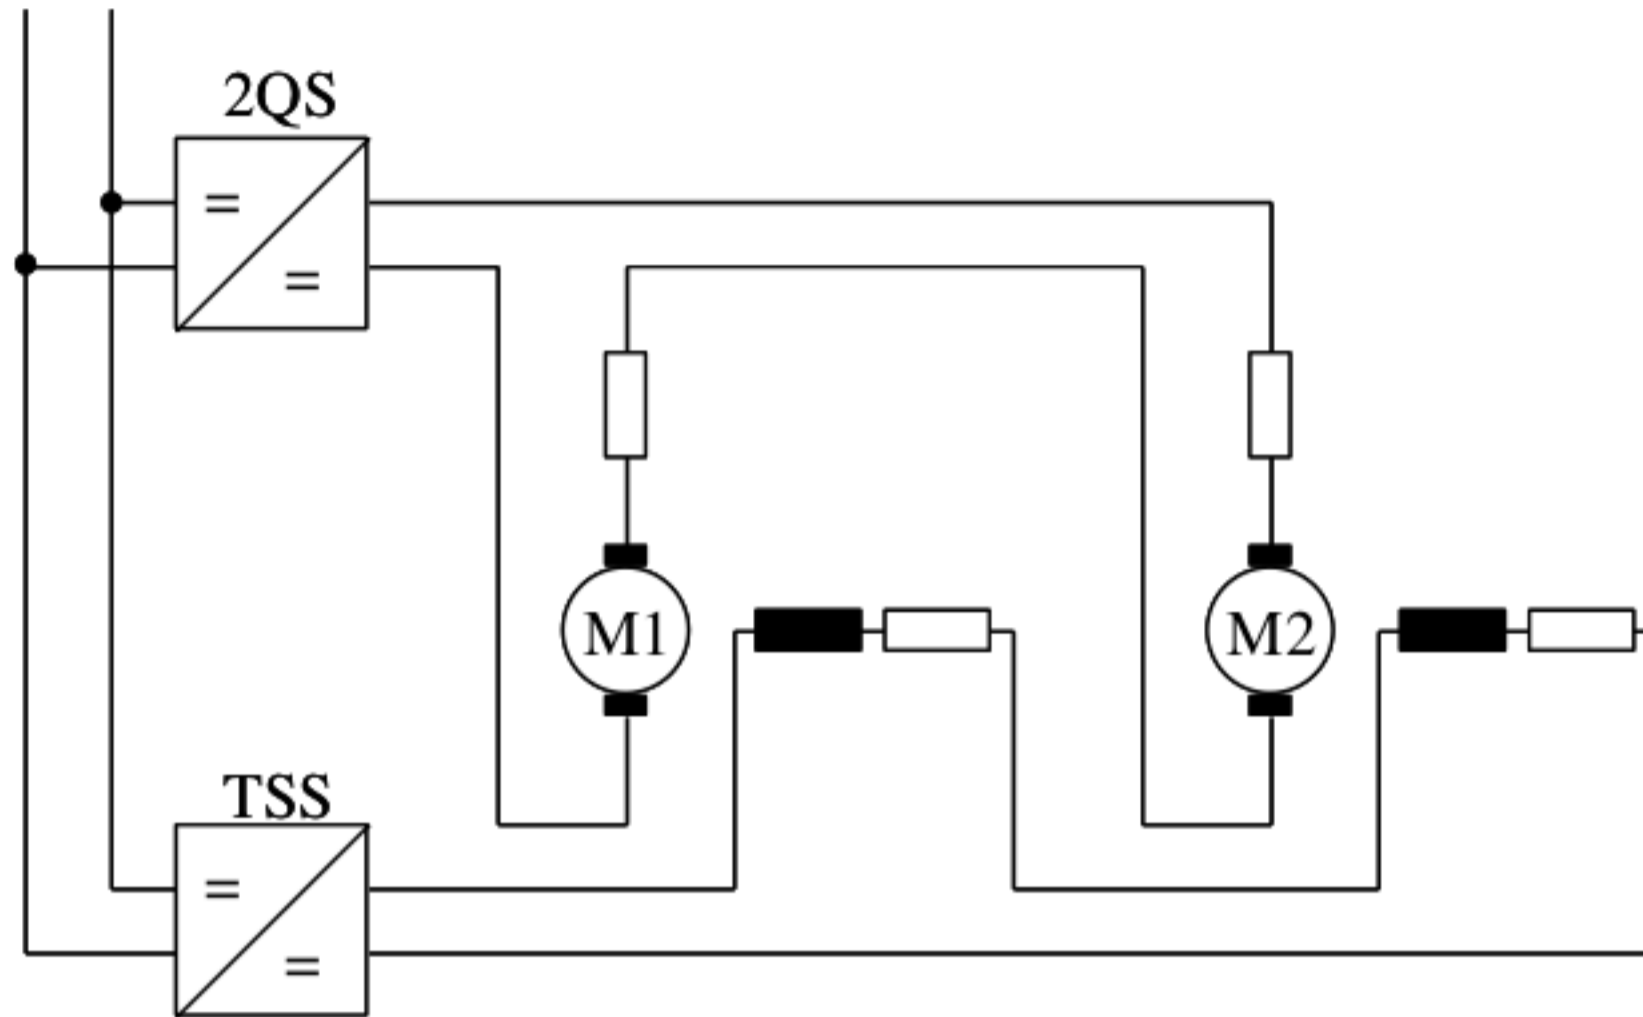 2QS
=
=
M1
M2
TSS
=
=